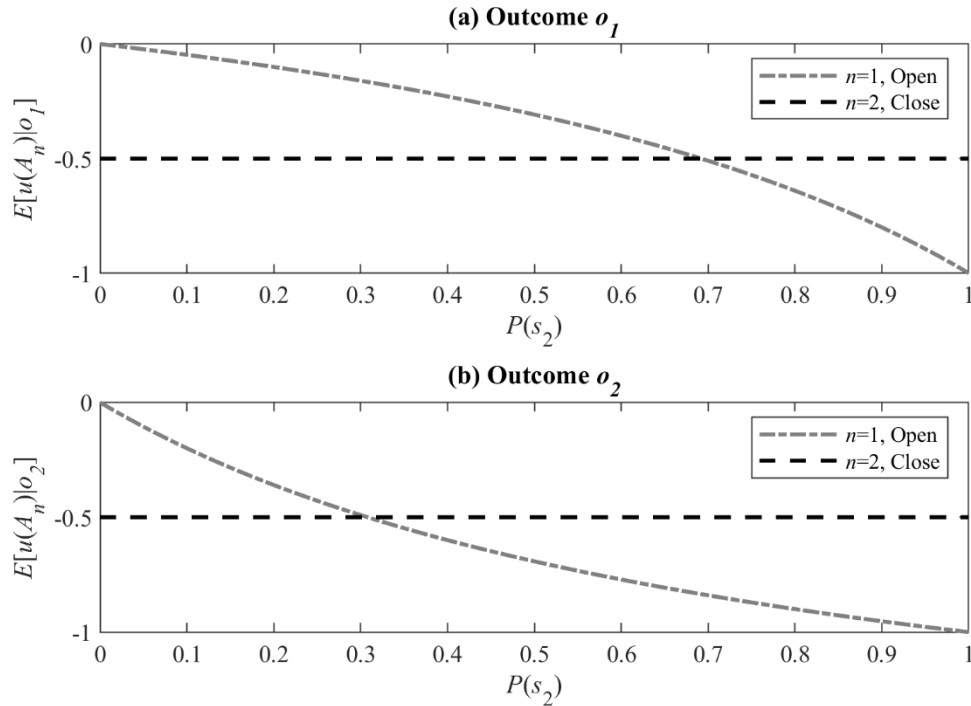 (a) Outcome o1
0
-0.5
-1
E[u(An)|o1]
n=1, Open
n=2, Close
0 0.1 0.2 0.3 0.4 0.5 0.6 0.7 0.8 0.9 1
P(s2)
(b) Outcome o2
0
-0.5
-1
E[u(An)|o2]
n=1, Open
n=2, Close
0 0.1 0.2 0.3 0.4 0.5 0.6 0.7 0.8 0.9 1
P(s2)